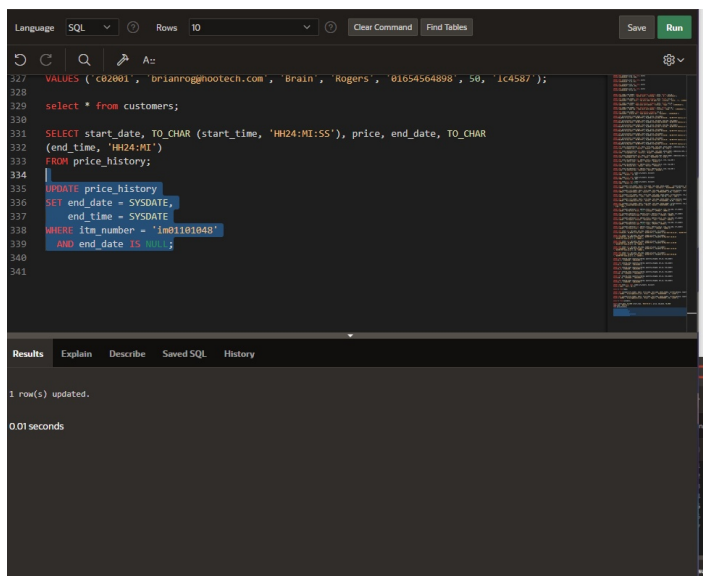 Language SQL Rows 10 Clear Command Find Tables Save Run
A::
327 VALUES ('c02001', 'brianrog@hootech.com', 'Brain', 'Rogers', '01654564898', 50, 'lc4587');
328
329 select * from customers;
330
331 SELECT start_date, TO_CHAR (start_time, 'HH24:MI:SS'), price, end_date, TO_CHAR
332 (end_time, 'HH24:MI')
333 FROM price_history;
334
335 UPDATE price_history
336 SET end_date = SYSDATE,
337 end_time = SYSDATE
338 WHERE itm_number = 'im01101048'
339 AND end_date IS NULL;
340
341
Results Explain Describe Saved SQL History
1 row(s) updated.
0.01 seconds